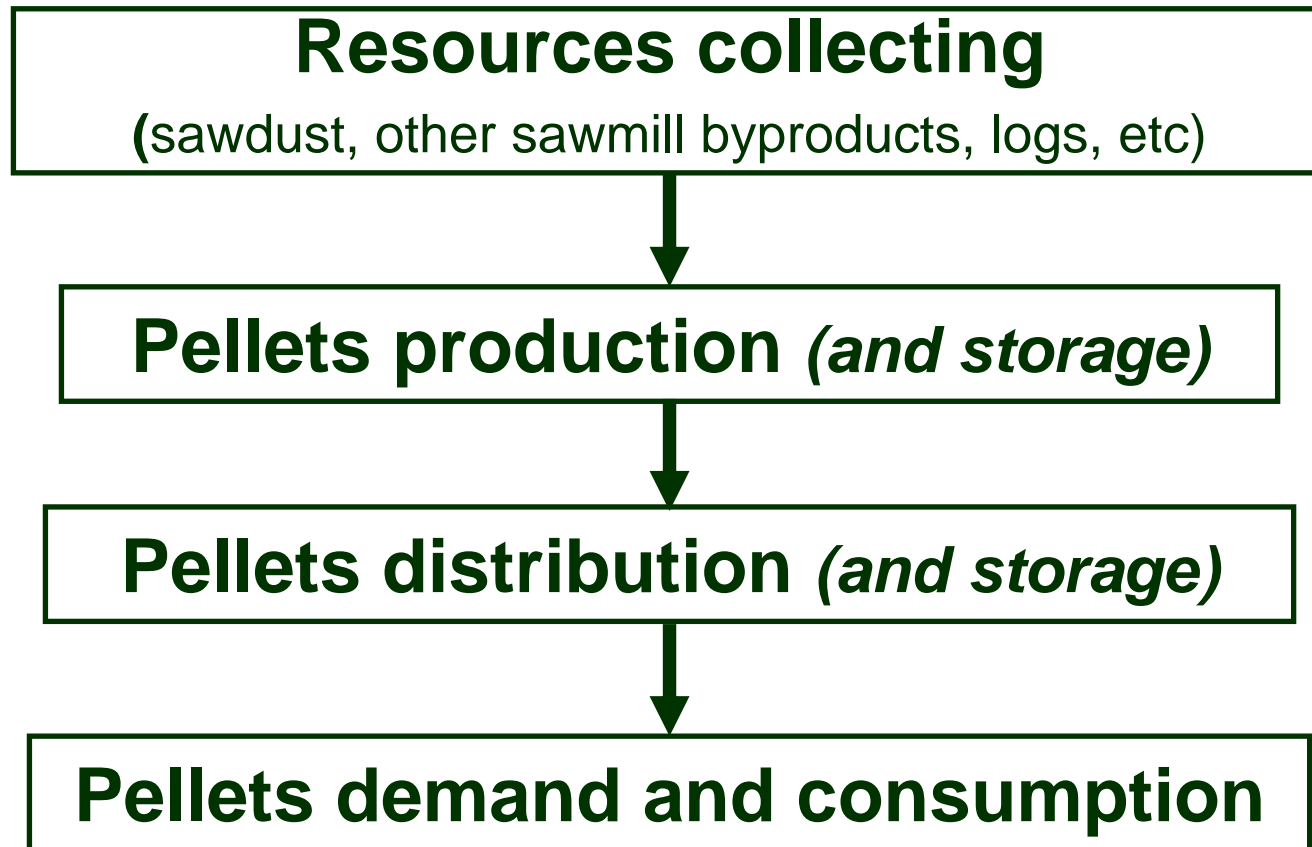 Resources collecting
(sawdust, other sawmill byproducts, logs, etc)
Pellets production (and storage)
Pellets distribution (and storage)
Pellets demand and consumption